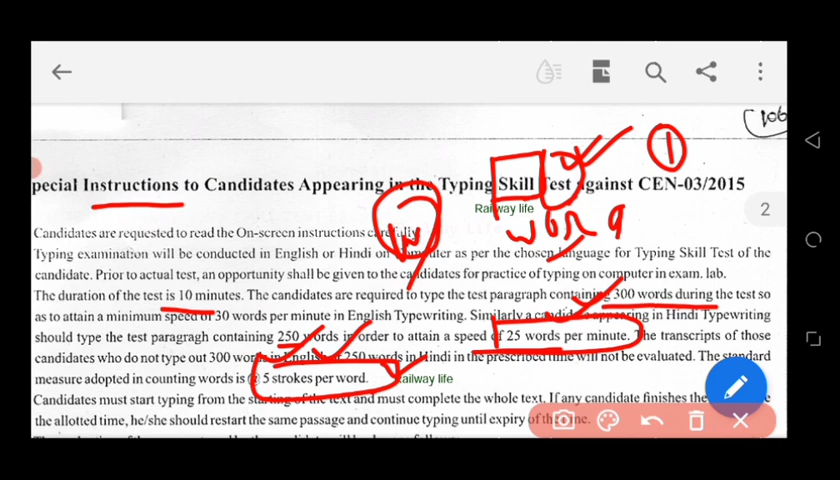 106
pecial Instructions to Candidates Appearing in the Typing Skill Test against CEN-03/2015
2
Railway life
Candidates are requested to read the On-screen instructions carefully.
Typing examination will be conducted in English or Hindi on computer as per the chosen language for Typing Skill Test of the
candidate. Prior to actual test, an opportunity shall be given to the candidates for practice of typing on computer in exam. lab.
The duration of the test is 10 minutes. The candidates are required to type the test paragraph containing 300 words during the test so
as to attain a minimum speed of 30 words per minute in English Typewriting. Similarly a candidate appearing in Hindi Typewriting
should type the test paragragh containing 250 words in order to attain a speed of 25 words per minute. The transcripts of those
candidates who do not type out 300 words in English or 250 words in Hindi in the prescribed time will not be evaluated. The standard
measure adopted in counting words is @ 5 strokes per word. Railway life
Candidates must start typing from the starting of the text and must complete the whole text. If any candidate finishes the
the allotted time, he/she should restart the same passage and continue typing until expiry of the time.